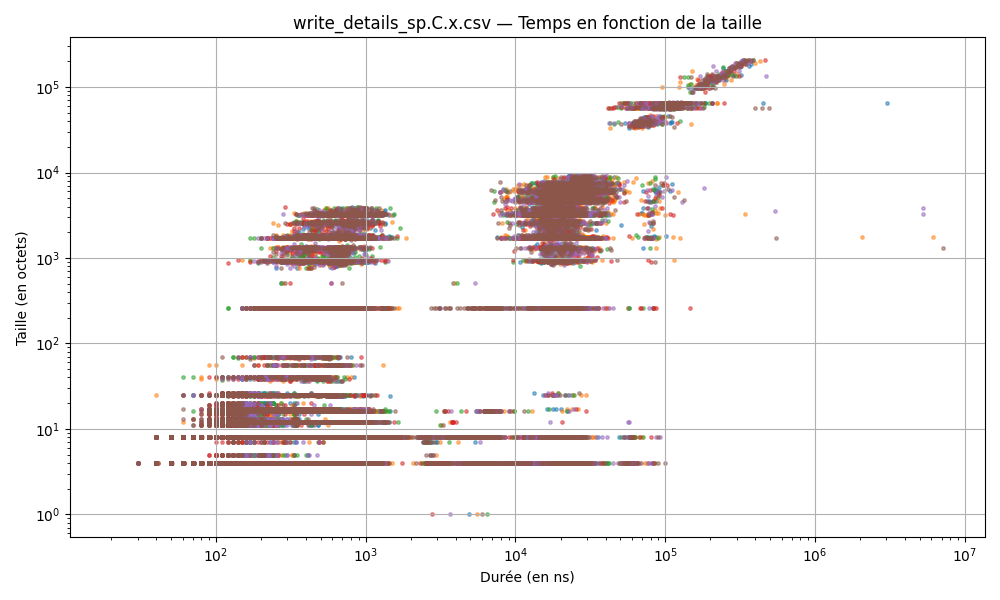 write_details_sp.C.x.csv — Temps en fonction de la taille
Taille (en octets)
10⁵
10⁴
10³
10²
10¹
10⁰
10² 10³ 10⁴ 10⁵ 10⁶ 10⁷
Durée (en ns)